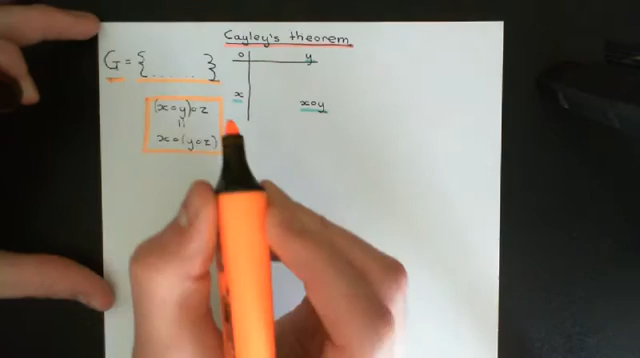 Cayley's theorem
G = { ...... }
∘ y
x x∘y
(x∘y)∘z
=
x∘(y∘z)